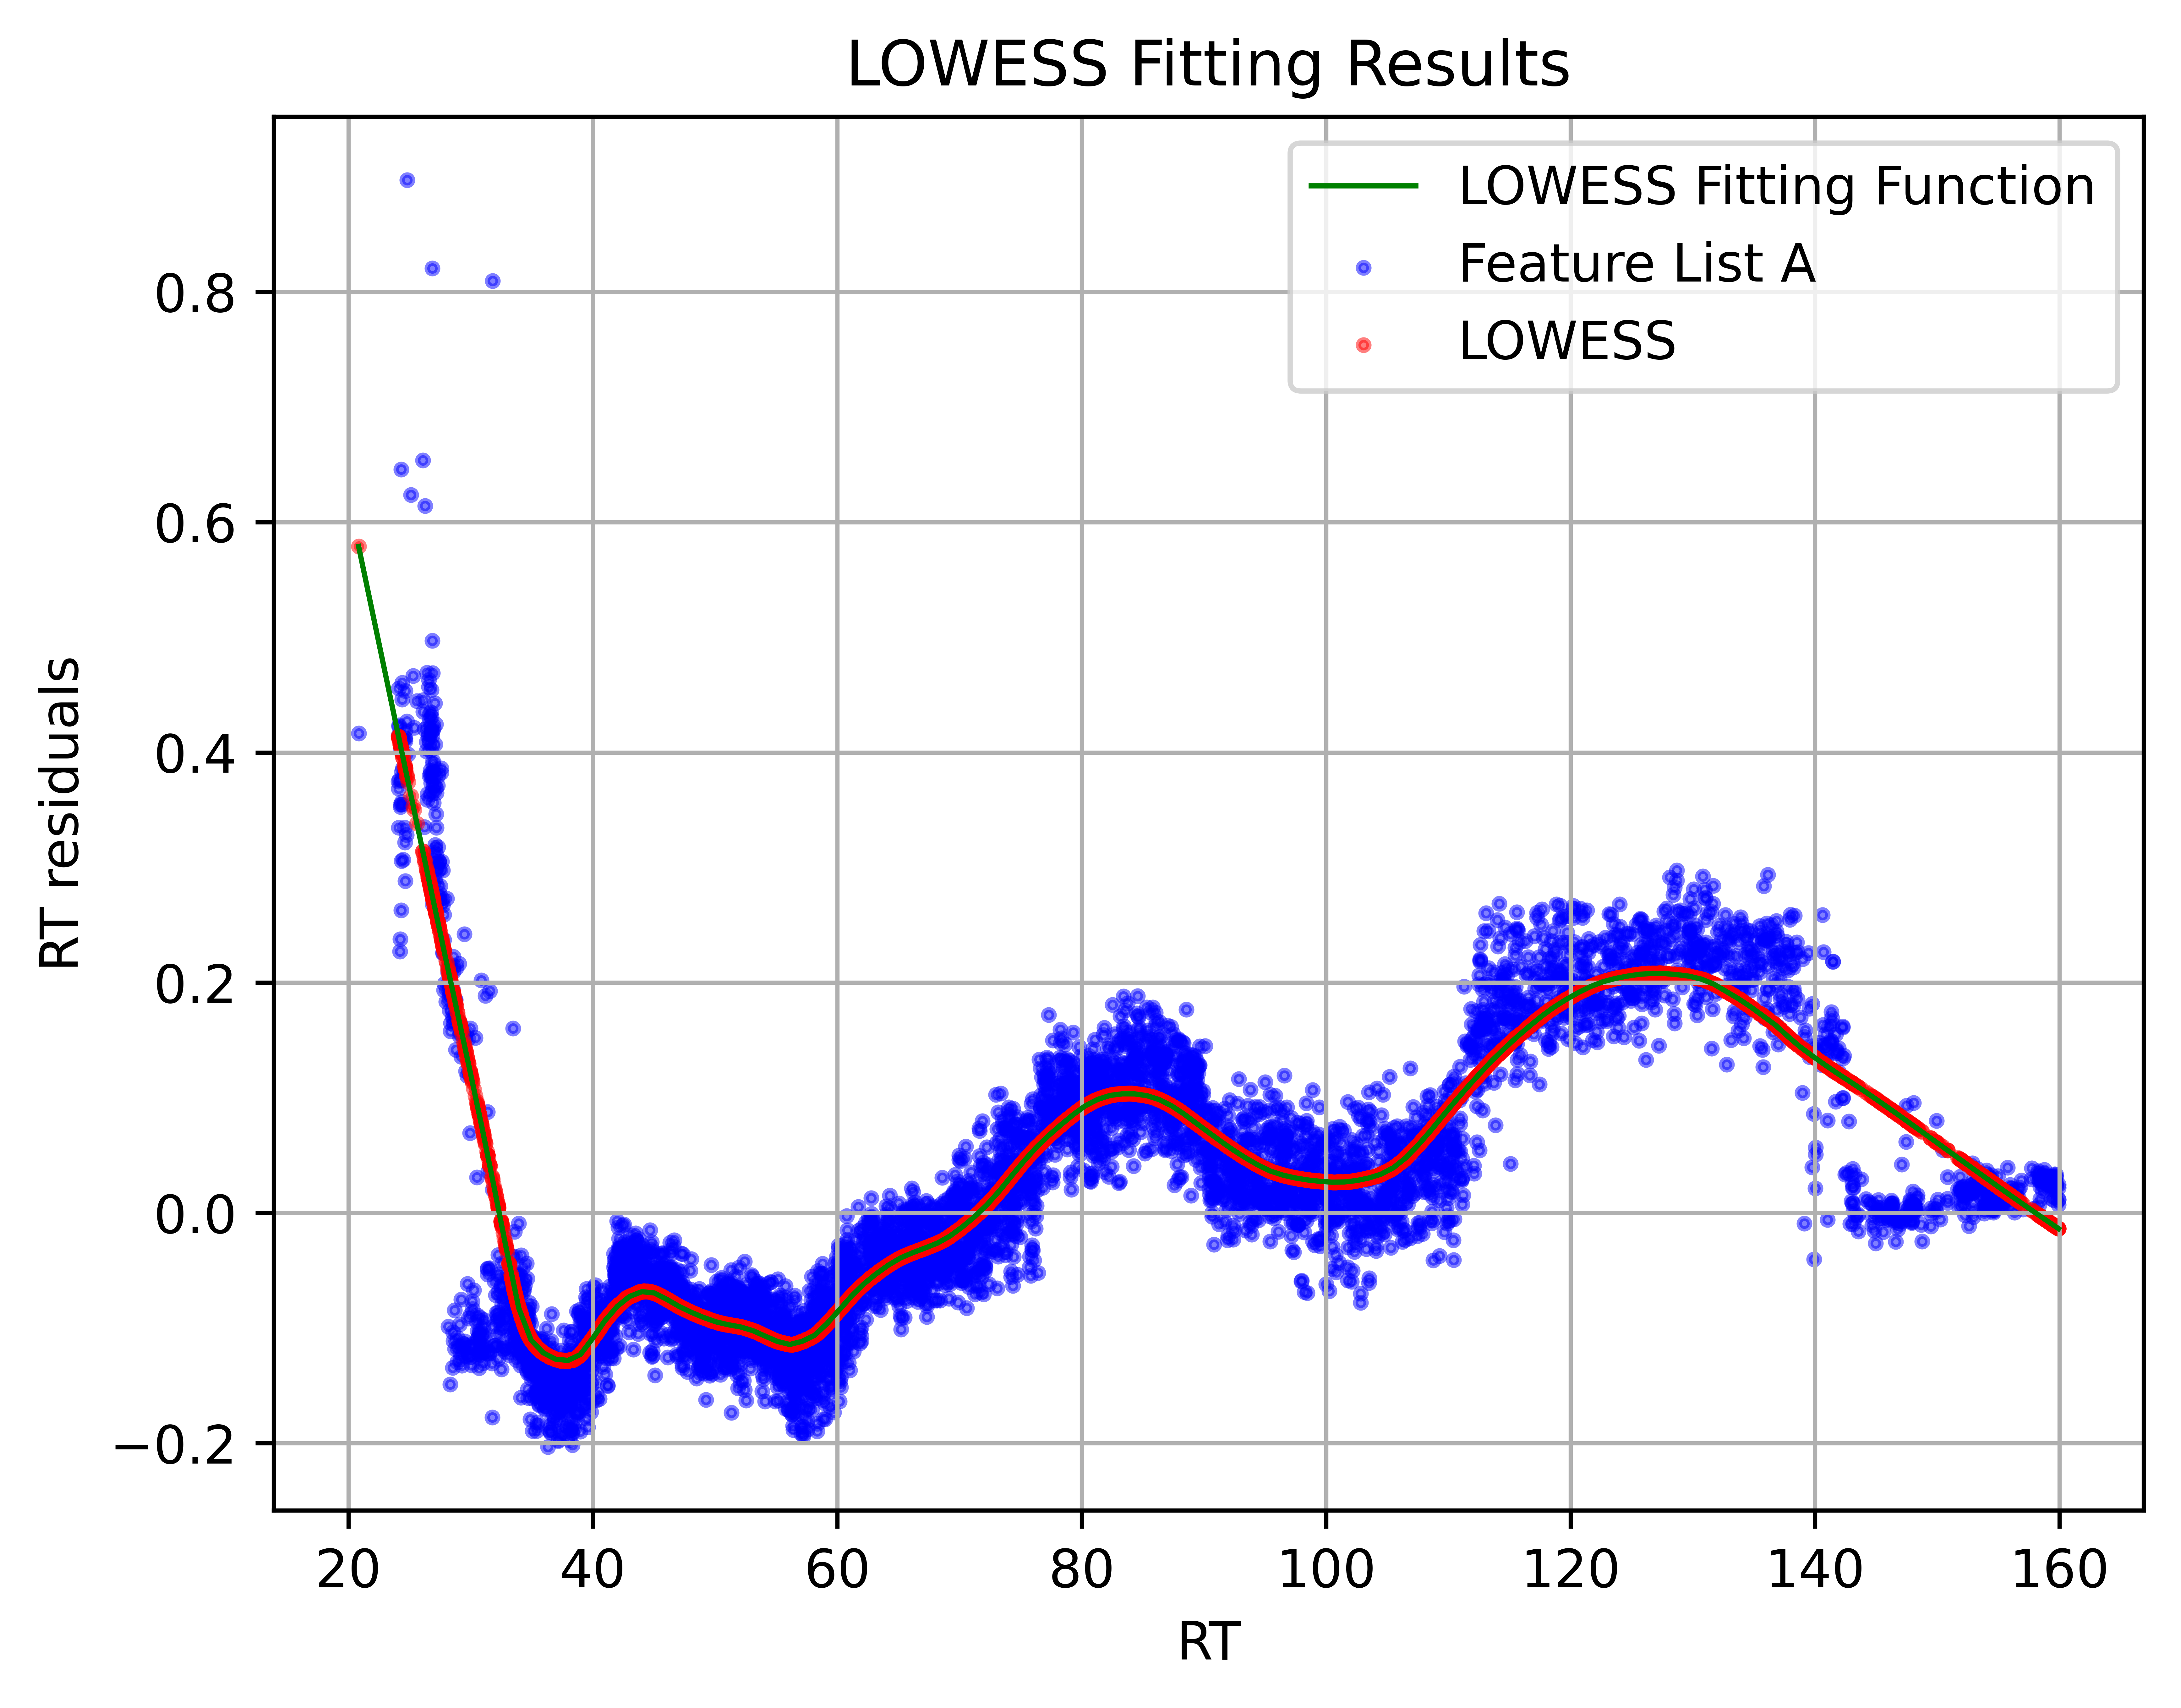 LOWESS Fitting Results
LOWESS Fitting Function
Feature List A
LOWESS
RT residuals
0.8
0.6
0.4
0.2
0.0
−0.2
20 40 60 80 100 120 140 160
RT